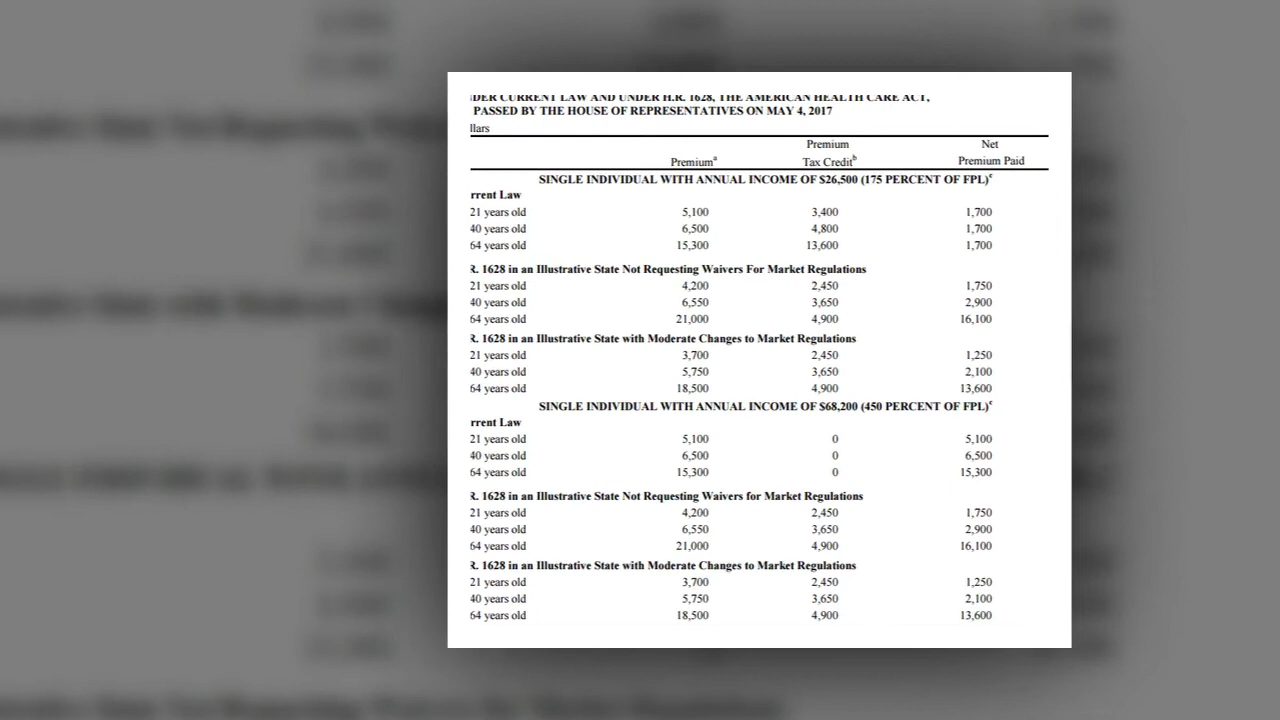 DER CURRENT LAW AND UNDER H.R. 1628, THE AMERICAN HEALTH CARE ACT,
PASSED BY THE HOUSE OF REPRESENTATIVES ON MAY 4, 2017
llars
Premium Net
Premiumᵃ Tax Creditᵇ Premium Paid
SINGLE INDIVIDUAL WITH ANNUAL INCOME OF $26,500 (175 PERCENT OF FPL)ᶜ
rrent Law
21 years old 5,100 3,400 1,700
40 years old 6,500 4,800 1,700
64 years old 15,300 13,600 1,700
R. 1628 in an Illustrative State Not Requesting Waivers For Market Regulations
21 years old 4,200 2,450 1,750
40 years old 6,550 3,650 2,900
64 years old 21,000 4,900 16,100
R. 1628 in an Illustrative State with Moderate Changes to Market Regulations
21 years old 3,700 2,450 1,250
40 years old 5,750 3,650 2,100
64 years old 18,500 4,900 13,600
SINGLE INDIVIDUAL WITH ANNUAL INCOME OF $68,200 (450 PERCENT OF FPL)ᶜ
rrent Law
21 years old 5,100 0 5,100
40 years old 6,500 0 6,500
64 years old 15,300 0 15,300
R. 1628 in an Illustrative State Not Requesting Waivers for Market Regulations
21 years old 4,200 2,450 1,750
40 years old 6,550 3,650 2,900
64 years old 21,000 4,900 16,100
R. 1628 in an Illustrative State with Moderate Changes to Market Regulations
21 years old 3,700 2,450 1,250
40 years old 5,750 3,650 2,100
64 years old 18,500 4,900 13,600